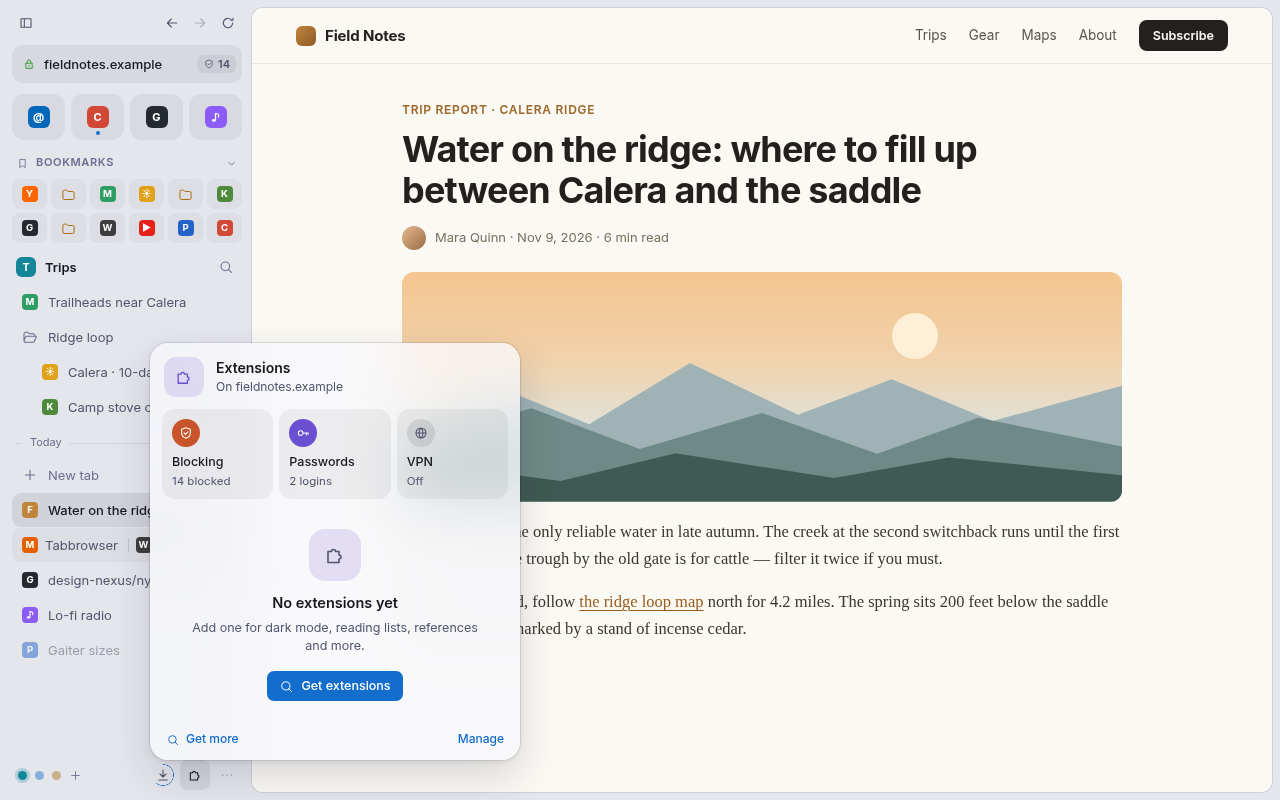 fieldnotes.example
14
@
C
G
BOOKMARKS
Y
M
K
G
W
P
C
T
Trips
M
Trailheads near Calera
Ridge loop
Calera · 10-da
K
Camp stove c
Today
New tab
F
Water on the ridg
M
Tabbrowser
W
G
design-nexus/ny
Lo-fi radio
P
Gaiter sizes
Field Notes
Trips
Gear
Maps
About
Subscribe
TRIP REPORT · CALERA RIDGE
Water on the ridge: where to fill up
between Calera and the saddle
Mara Quinn · Nov 9, 2026 · 6 min read
only reliable water in late autumn. The creek at the second switchback runs until the first
trough by the old gate is for cattle — filter it twice if you must.
follow the ridge loop map north for 4.2 miles. The spring sits 200 feet below the saddle
marked by a stand of incense cedar.
Extensions
On fieldnotes.example
Blocking
14 blocked
Passwords
2 logins
VPN
Off
No extensions yet
Add one for dark mode, reading lists, references
and more.
Get extensions
Get more
Manage